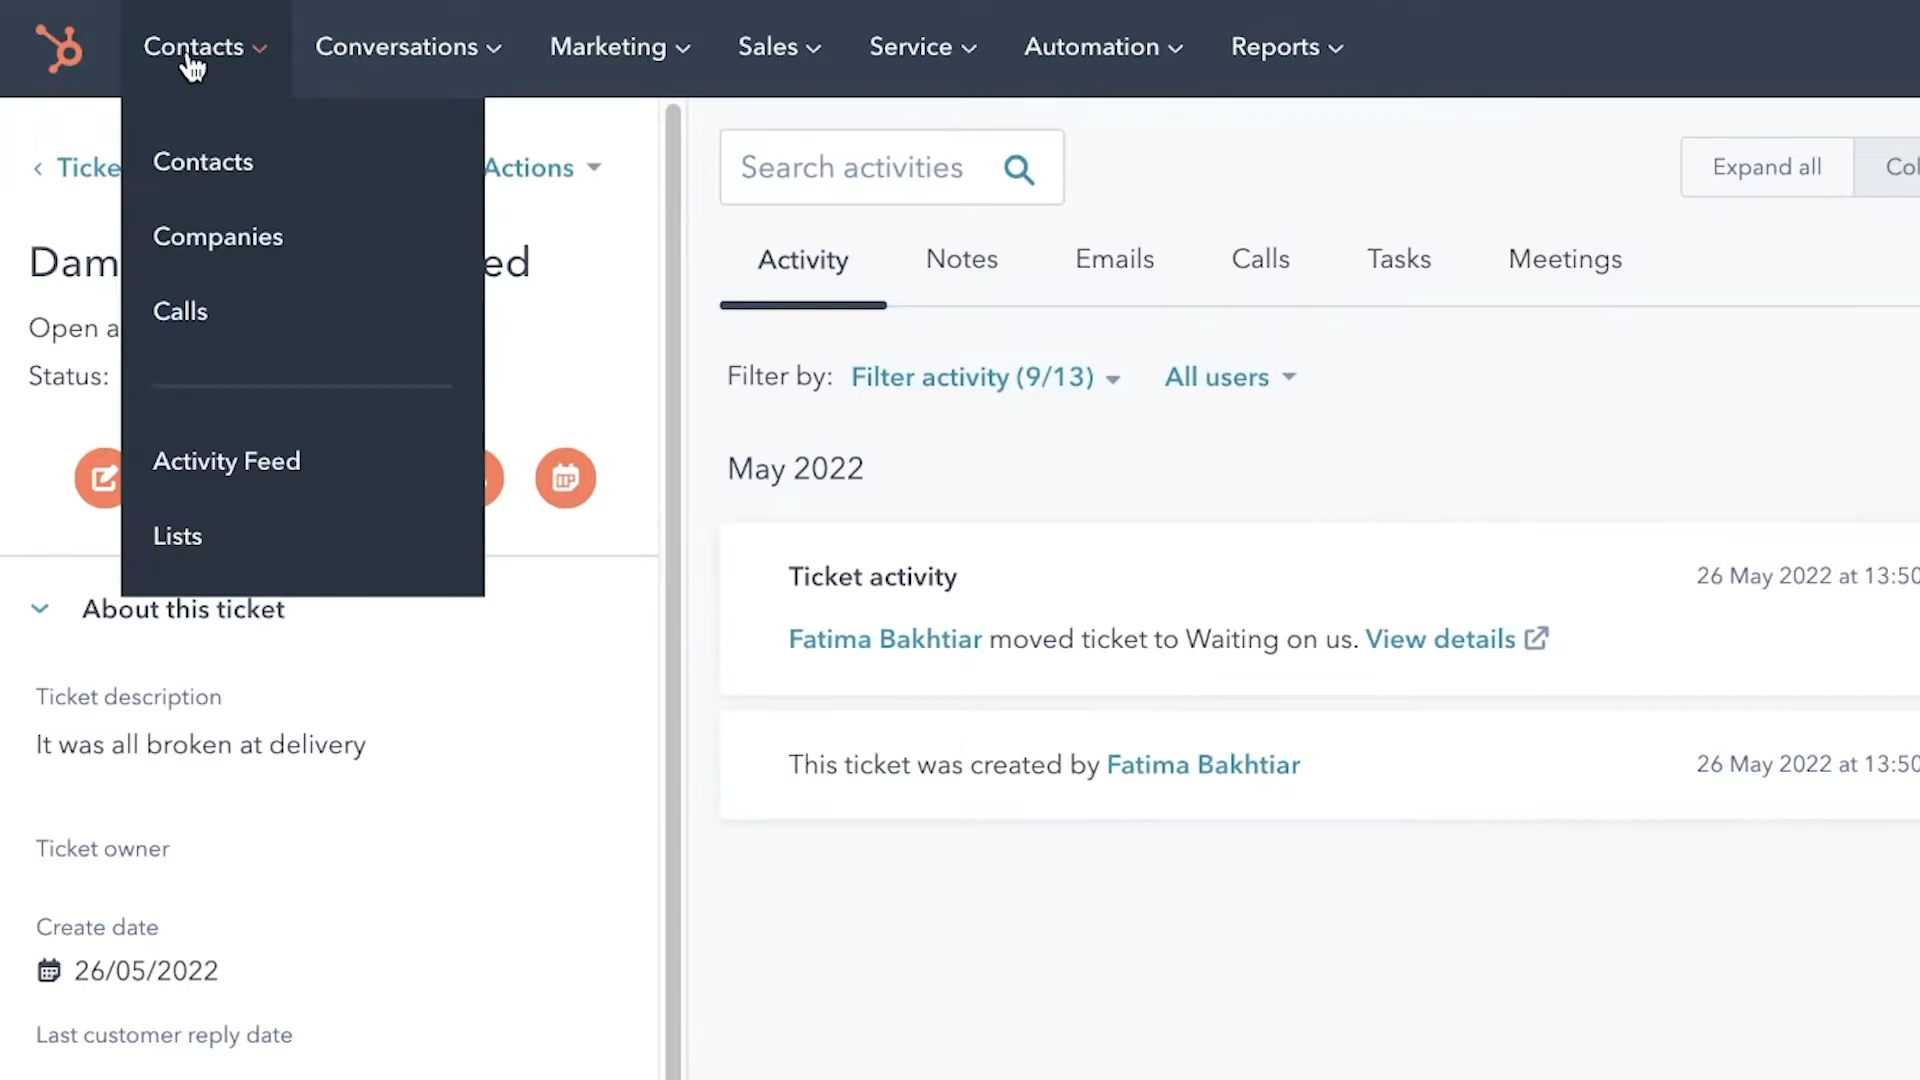 Contacts Conversations Marketing Sales Service Automation Reports
Contacts
Companies
Calls
Activity Feed
Lists
Actions
Open a
Status:
About this ticket
Ticket description
It was all broken at delivery
Ticket owner
Create date
26/05/2022
Last customer reply date
Search activities
Expand all
Activity Notes Emails Calls Tasks Meetings
Filter by: Filter activity (9/13) All users
May 2022
Ticket activity 26 May 2022 at 13:50
Fatima Bakhtiar moved ticket to Waiting on us. View details
This ticket was created by Fatima Bakhtiar 26 May 2022 at 13:50